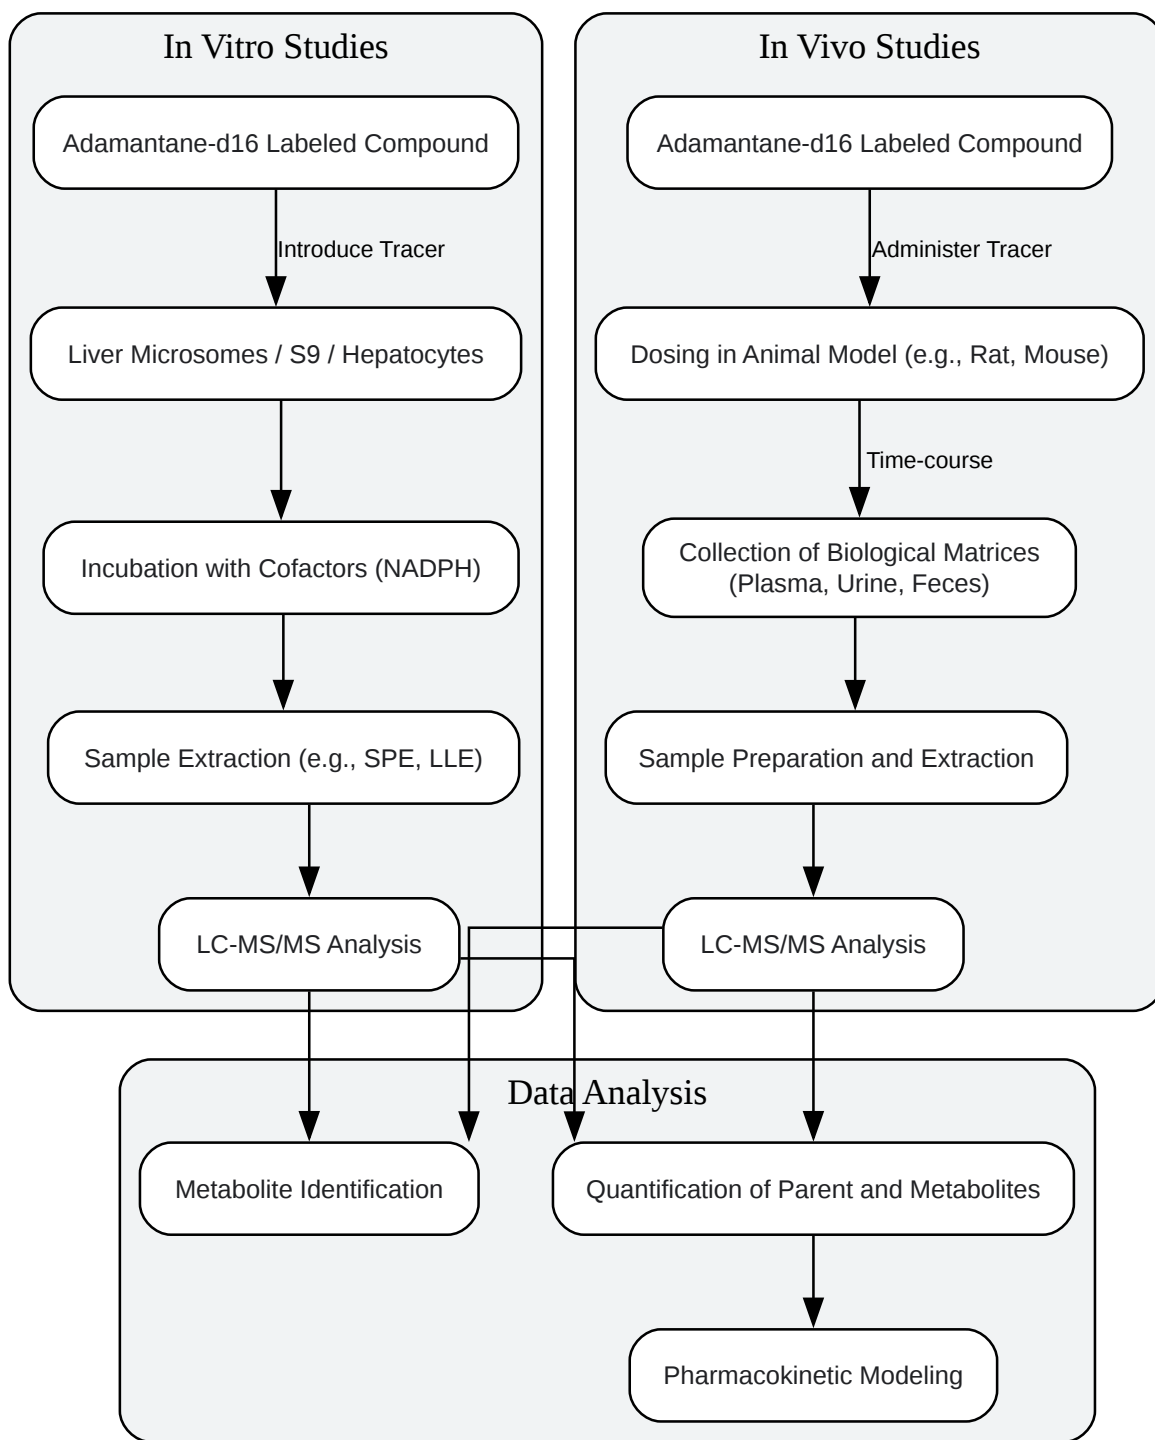 In Vitro Studies
Adamantane-d16 Labeled Compound
Introduce Tracer
Liver Microsomes / S9 / Hepatocytes
Incubation with Cofactors (NADPH)
Sample Extraction (e.g., SPE, LLE)
LC-MS/MS Analysis
In Vivo Studies
Adamantane-d16 Labeled Compound
Administer Tracer
Dosing in Animal Model (e.g., Rat, Mouse)
Time-course
Collection of Biological Matrices
(Plasma, Urine, Feces)
Sample Preparation and Extraction
LC-MS/MS Analysis
Data Analysis
Metabolite Identification
Quantification of Parent and Metabolites
Pharmacokinetic Modeling